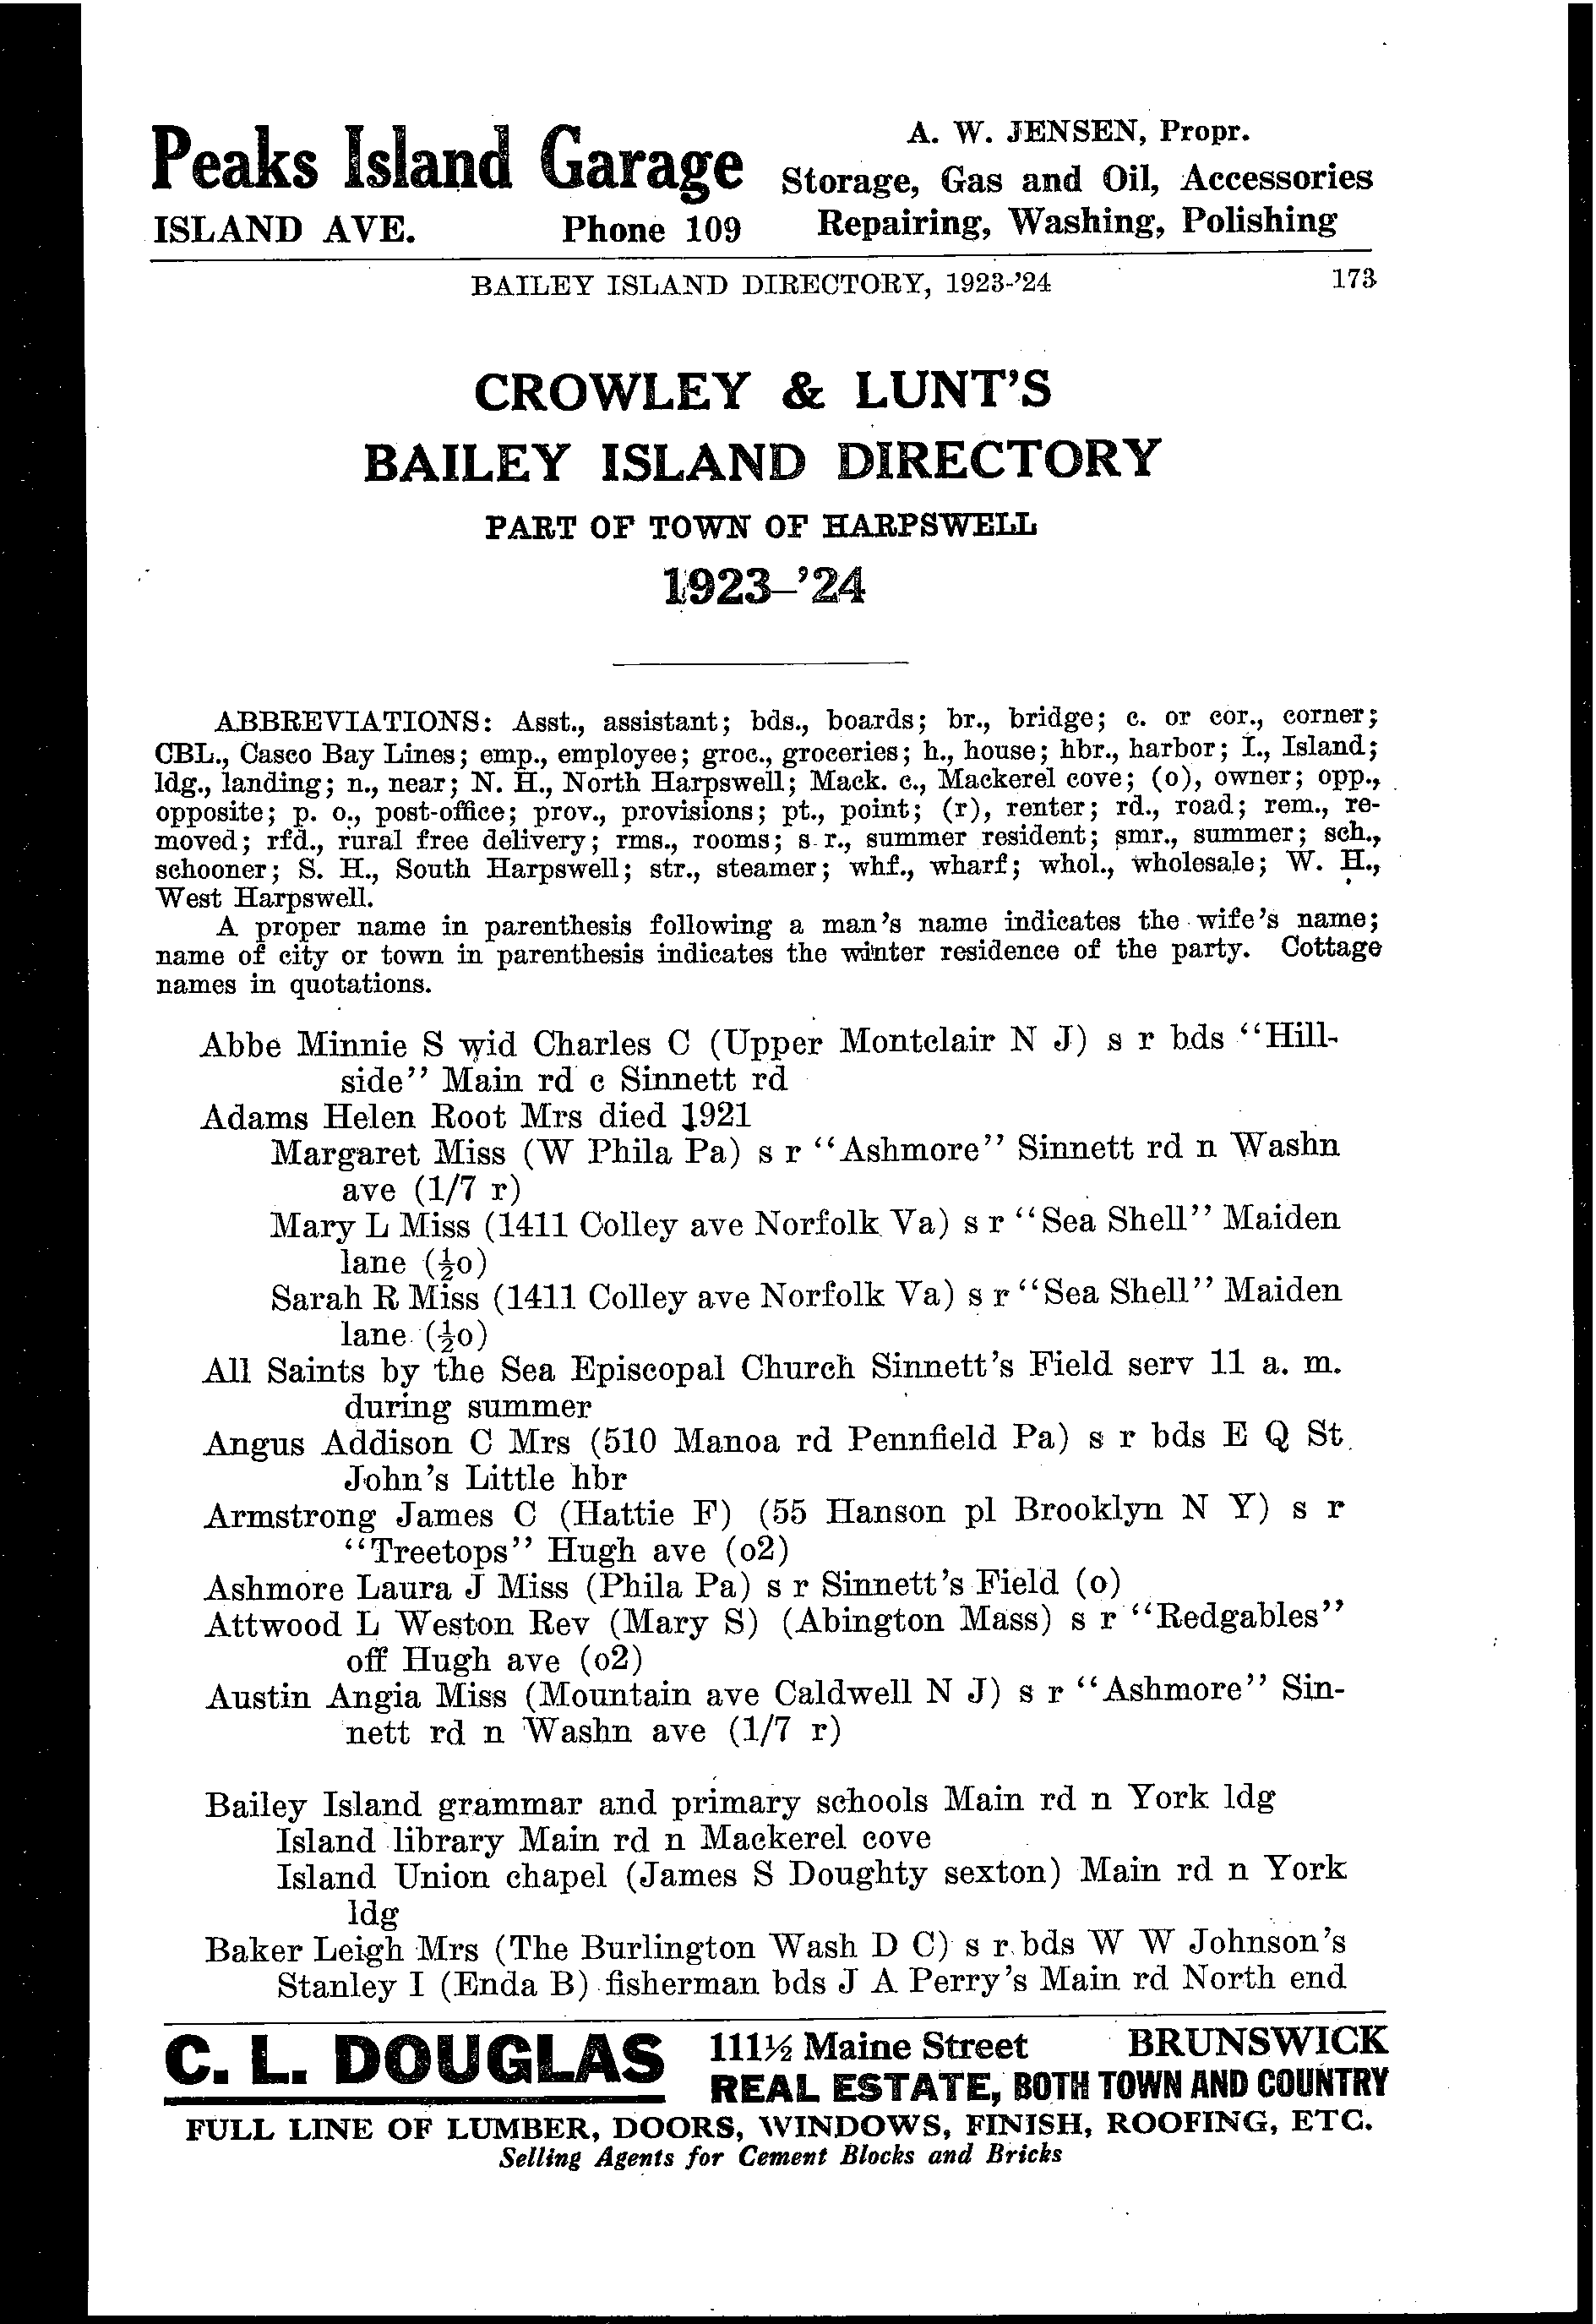 Peaks Island Garage
A. W. JENSEN, Propr.
Storage, Gas and Oil, Accessories
ISLAND AVE. Phone 109 Repairing, Washing, Polishing
BAILEY ISLAND DIRECTORY, 1923-'24 173
CROWLEY & LUNT'S
BAILEY ISLAND DIRECTORY
PART OF TOWN OF HARPSWELL
1923–'24
ABBREVIATIONS: Asst., assistant; bds., boards; br., bridge; c. or cor., corner;
CBL., Casco Bay Lines; emp., employee; groc., groceries; h., house; hbr., harbor; I., Island;
ldg., landing; n., near; N. H., North Harpswell; Mack. c., Mackerel cove; (o), owner; opp.,
opposite; p. o., post-office; prov., provisions; pt., point; (r), renter; rd., road; rem., re-
moved; rfd., rural free delivery; rms., rooms; s r., summer resident; smr., summer; sch.,
schooner; S. H., South Harpswell; str., steamer; whf., wharf; whol., wholesale; W. H.,
West Harpswell.
A proper name in parenthesis following a man's name indicates the wife's name;
name of city or town in parenthesis indicates the winter residence of the party. Cottage
names in quotations.
Abbe Minnie S wid Charles C (Upper Montclair N J) s r bds "Hill-
side" Main rd c Sinnett rd
Adams Helen Root Mrs died 1921
Margaret Miss (W Phila Pa) s r "Ashmore" Sinnett rd n Washn
ave (1/7 r)
Mary L Miss (1411 Colley ave Norfolk Va) s r "Sea Shell" Maiden
lane (½o)
Sarah R Miss (1411 Colley ave Norfolk Va) s r "Sea Shell" Maiden
lane (½o)
All Saints by the Sea Episcopal Church Sinnett's Field serv 11 a. m.
during summer
Angus Addison C Mrs (510 Manoa rd Pennfield Pa) s r bds E Q St
John's Little hbr
Armstrong James C (Hattie F) (55 Hanson pl Brooklyn N Y) s r
"Treetops" Hugh ave (o2)
Ashmore Laura J Miss (Phila Pa) s r Sinnett's Field (o)
Attwood L Weston Rev (Mary S) (Abington Mass) s r "Redgables"
off Hugh ave (o2)
Austin Angia Miss (Mountain ave Caldwell N J) s r "Ashmore" Sin-
nett rd n Washn ave (1/7 r)
Bailey Island grammar and primary schools Main rd n York ldg
Island library Main rd n Mackerel cove
Island Union chapel (James S Doughty sexton) Main rd n York
ldg
Baker Leigh Mrs (The Burlington Wash D C) s r bds W W Johnson's
Stanley I (Enda B) fisherman bds J A Perry's Main rd North end
C. L. DOUGLAS 111½ Maine Street BRUNSWICK
REAL ESTATE, BOTH TOWN AND COUNTRY
FULL LINE OF LUMBER, DOORS, WINDOWS, FINISH, ROOFING, ETC.
Selling Agents for Cement Blocks and Bricks